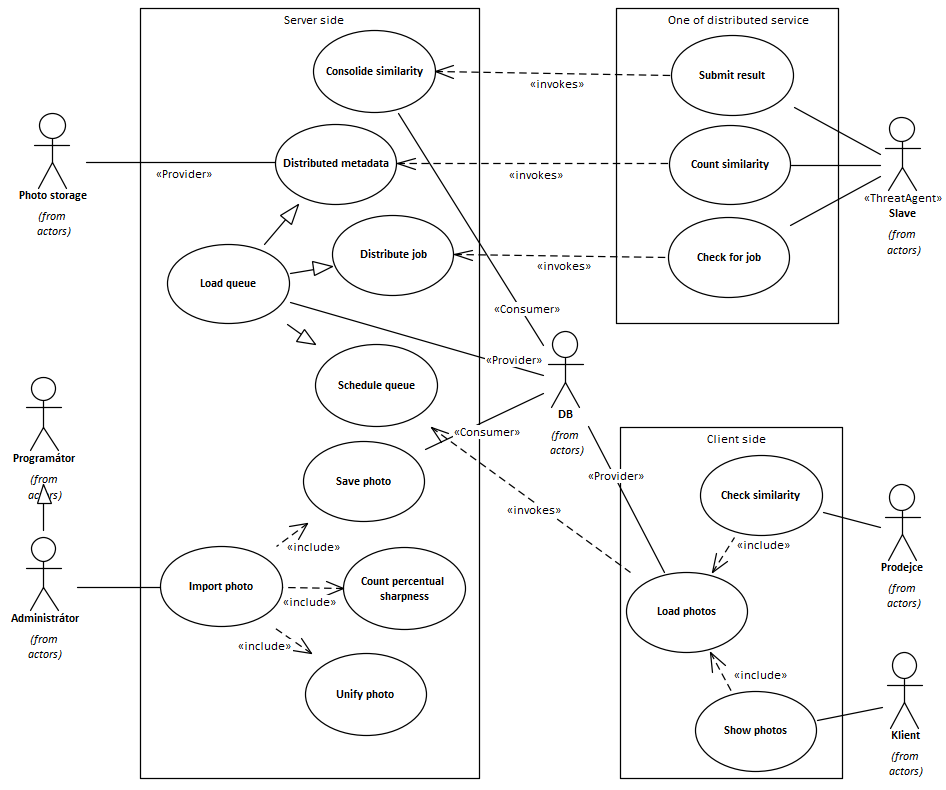 Server side
One of distributed service
Consolide similarity
«invokes»
Submit result
Distributed metadata
«Provider»
Photo storage
(from
actors)
«invokes»
Count similarity
«ThreatAgent»
Slave
(from
actors)
Distribute job
«invokes»
Check for job
Load queue
«Consumer»
«Provider»
Schedule queue
DB
(from
actors)
«Consumer»
Client side
Programátor
(from
actors)
Save photo
«Provider»
Check similarity
«invokes»
«include»
Prodejce
(from
actors)
«include»
Import photo
Count percentual
sharpness
«include»
Administrátor
(from
actors)
Load photos
«include»
Unify photo
«include»
Show photos
Klient
(from
actors)